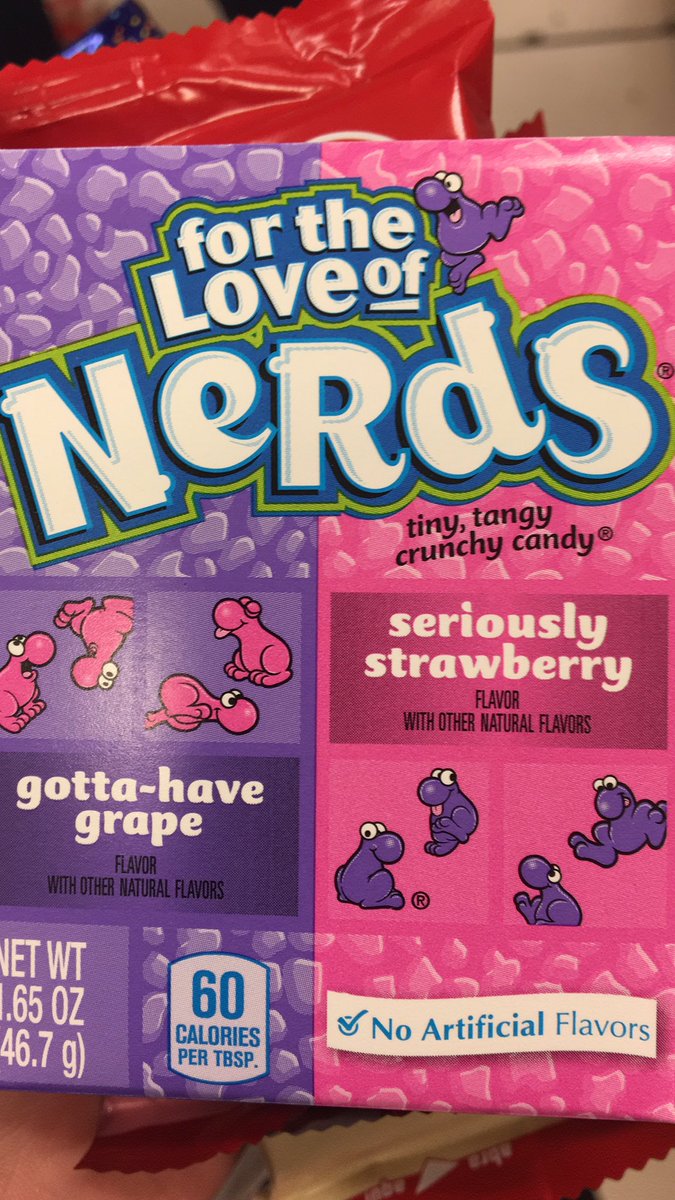 for the
Love of
NeRds®
tiny, tangy
crunchy candy®
seriously
strawberry
FLAVOR
WITH OTHER NATURAL FLAVORS
gotta-have
grape
FLAVOR
WITH OTHER NATURAL FLAVORS
®
NET WT
1.65 OZ
46.7 g)
60
CALORIES
PER TBSP.
No Artificial Flavors